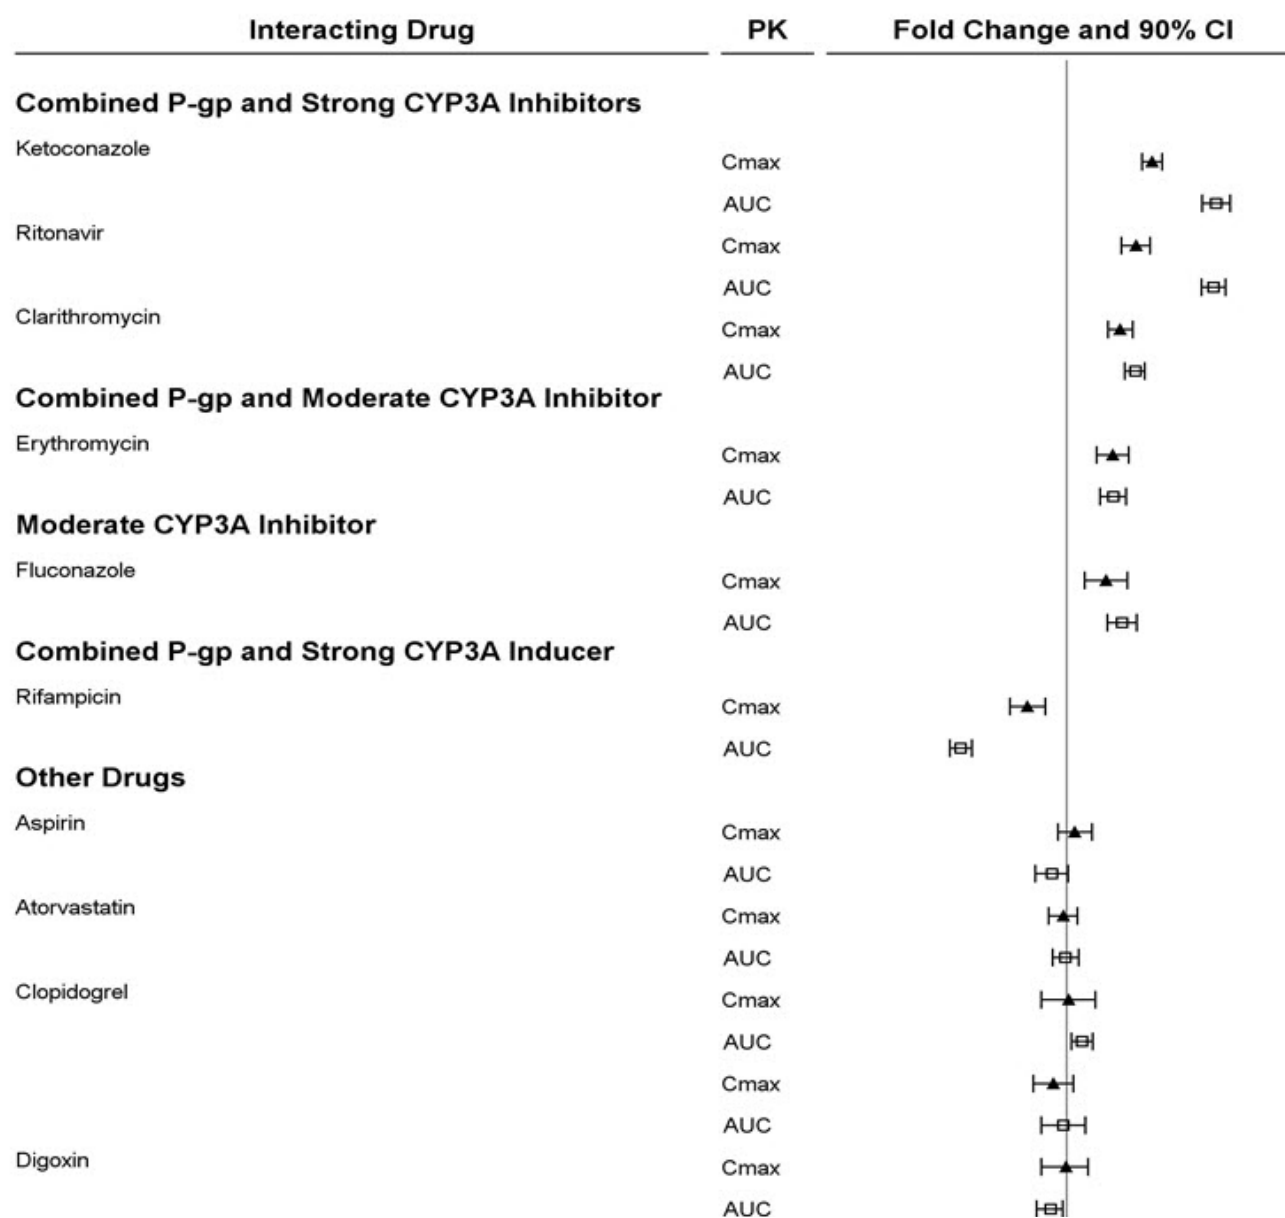 Interacting Drug PK Fold Change and 90% CI
Combined P-gp and Strong CYP3A Inhibitors
Ketoconazole
Cmax
AUC
Ritonavir
Cmax
AUC
Clarithromycin
Cmax
AUC
Combined P-gp and Moderate CYP3A Inhibitor
Erythromycin
Cmax
AUC
Moderate CYP3A Inhibitor
Fluconazole
Cmax
AUC
Combined P-gp and Strong CYP3A Inducer
Rifampicin
Cmax
AUC
Other Drugs
Aspirin
Cmax
AUC
Atorvastatin
Cmax
AUC
Clopidogrel
Cmax
AUC
Cmax
AUC
Digoxin
Cmax
AUC